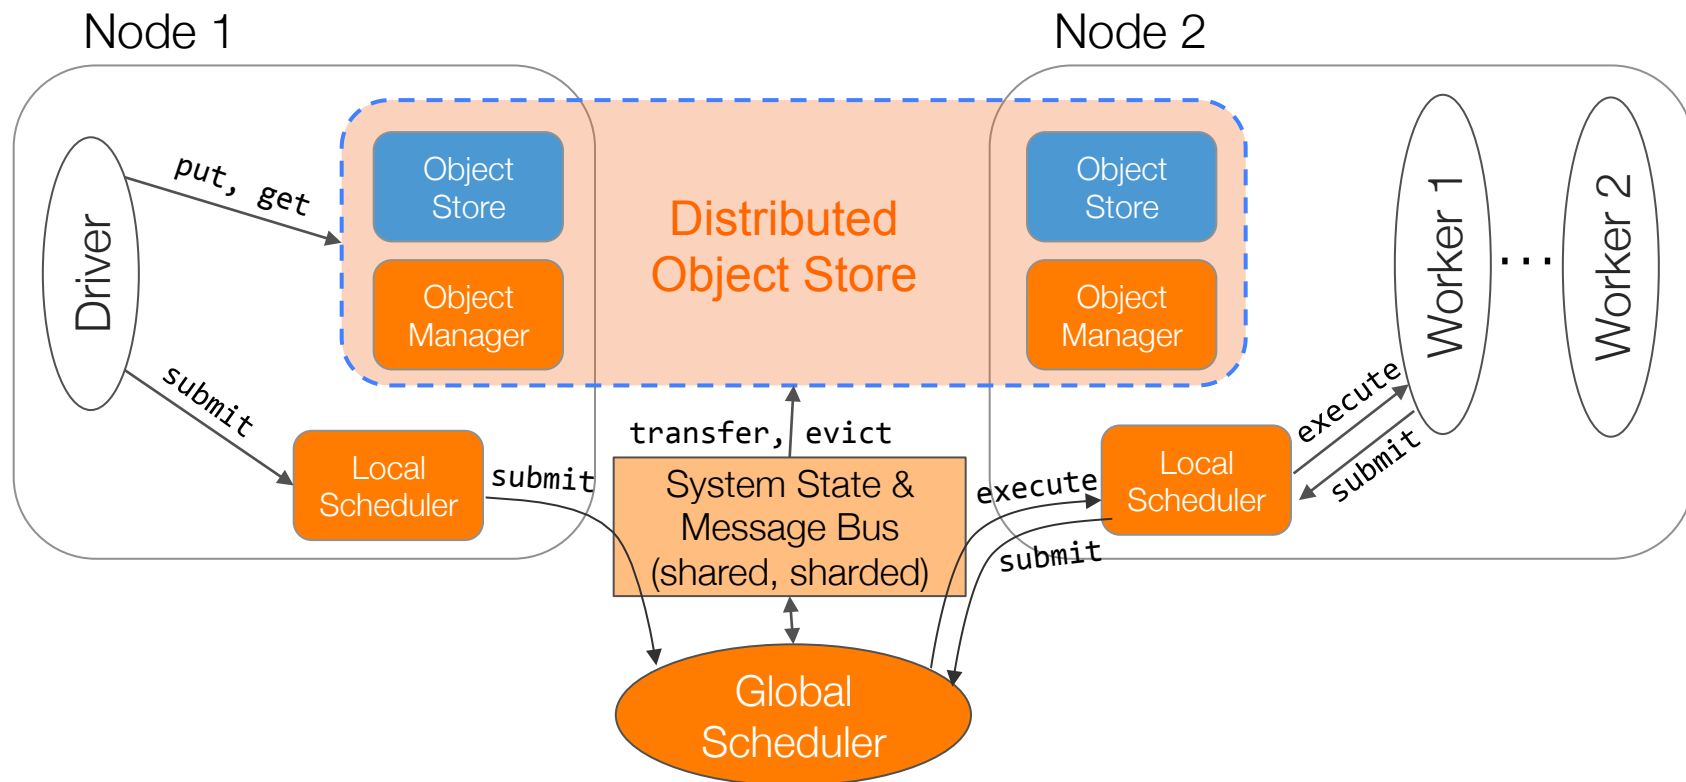 Node 1
Node 2
put, get
Driver
submit
Object
Store
Object
Manager
Distributed
Object Store
Object
Store
Object
Manager
Worker 1
...
Worker 2
Local
Scheduler
submit
transfer, evict
System State &
Message Bus
(shared, sharded)
execute
submit
Local
Scheduler
execute
submit
Global
Scheduler